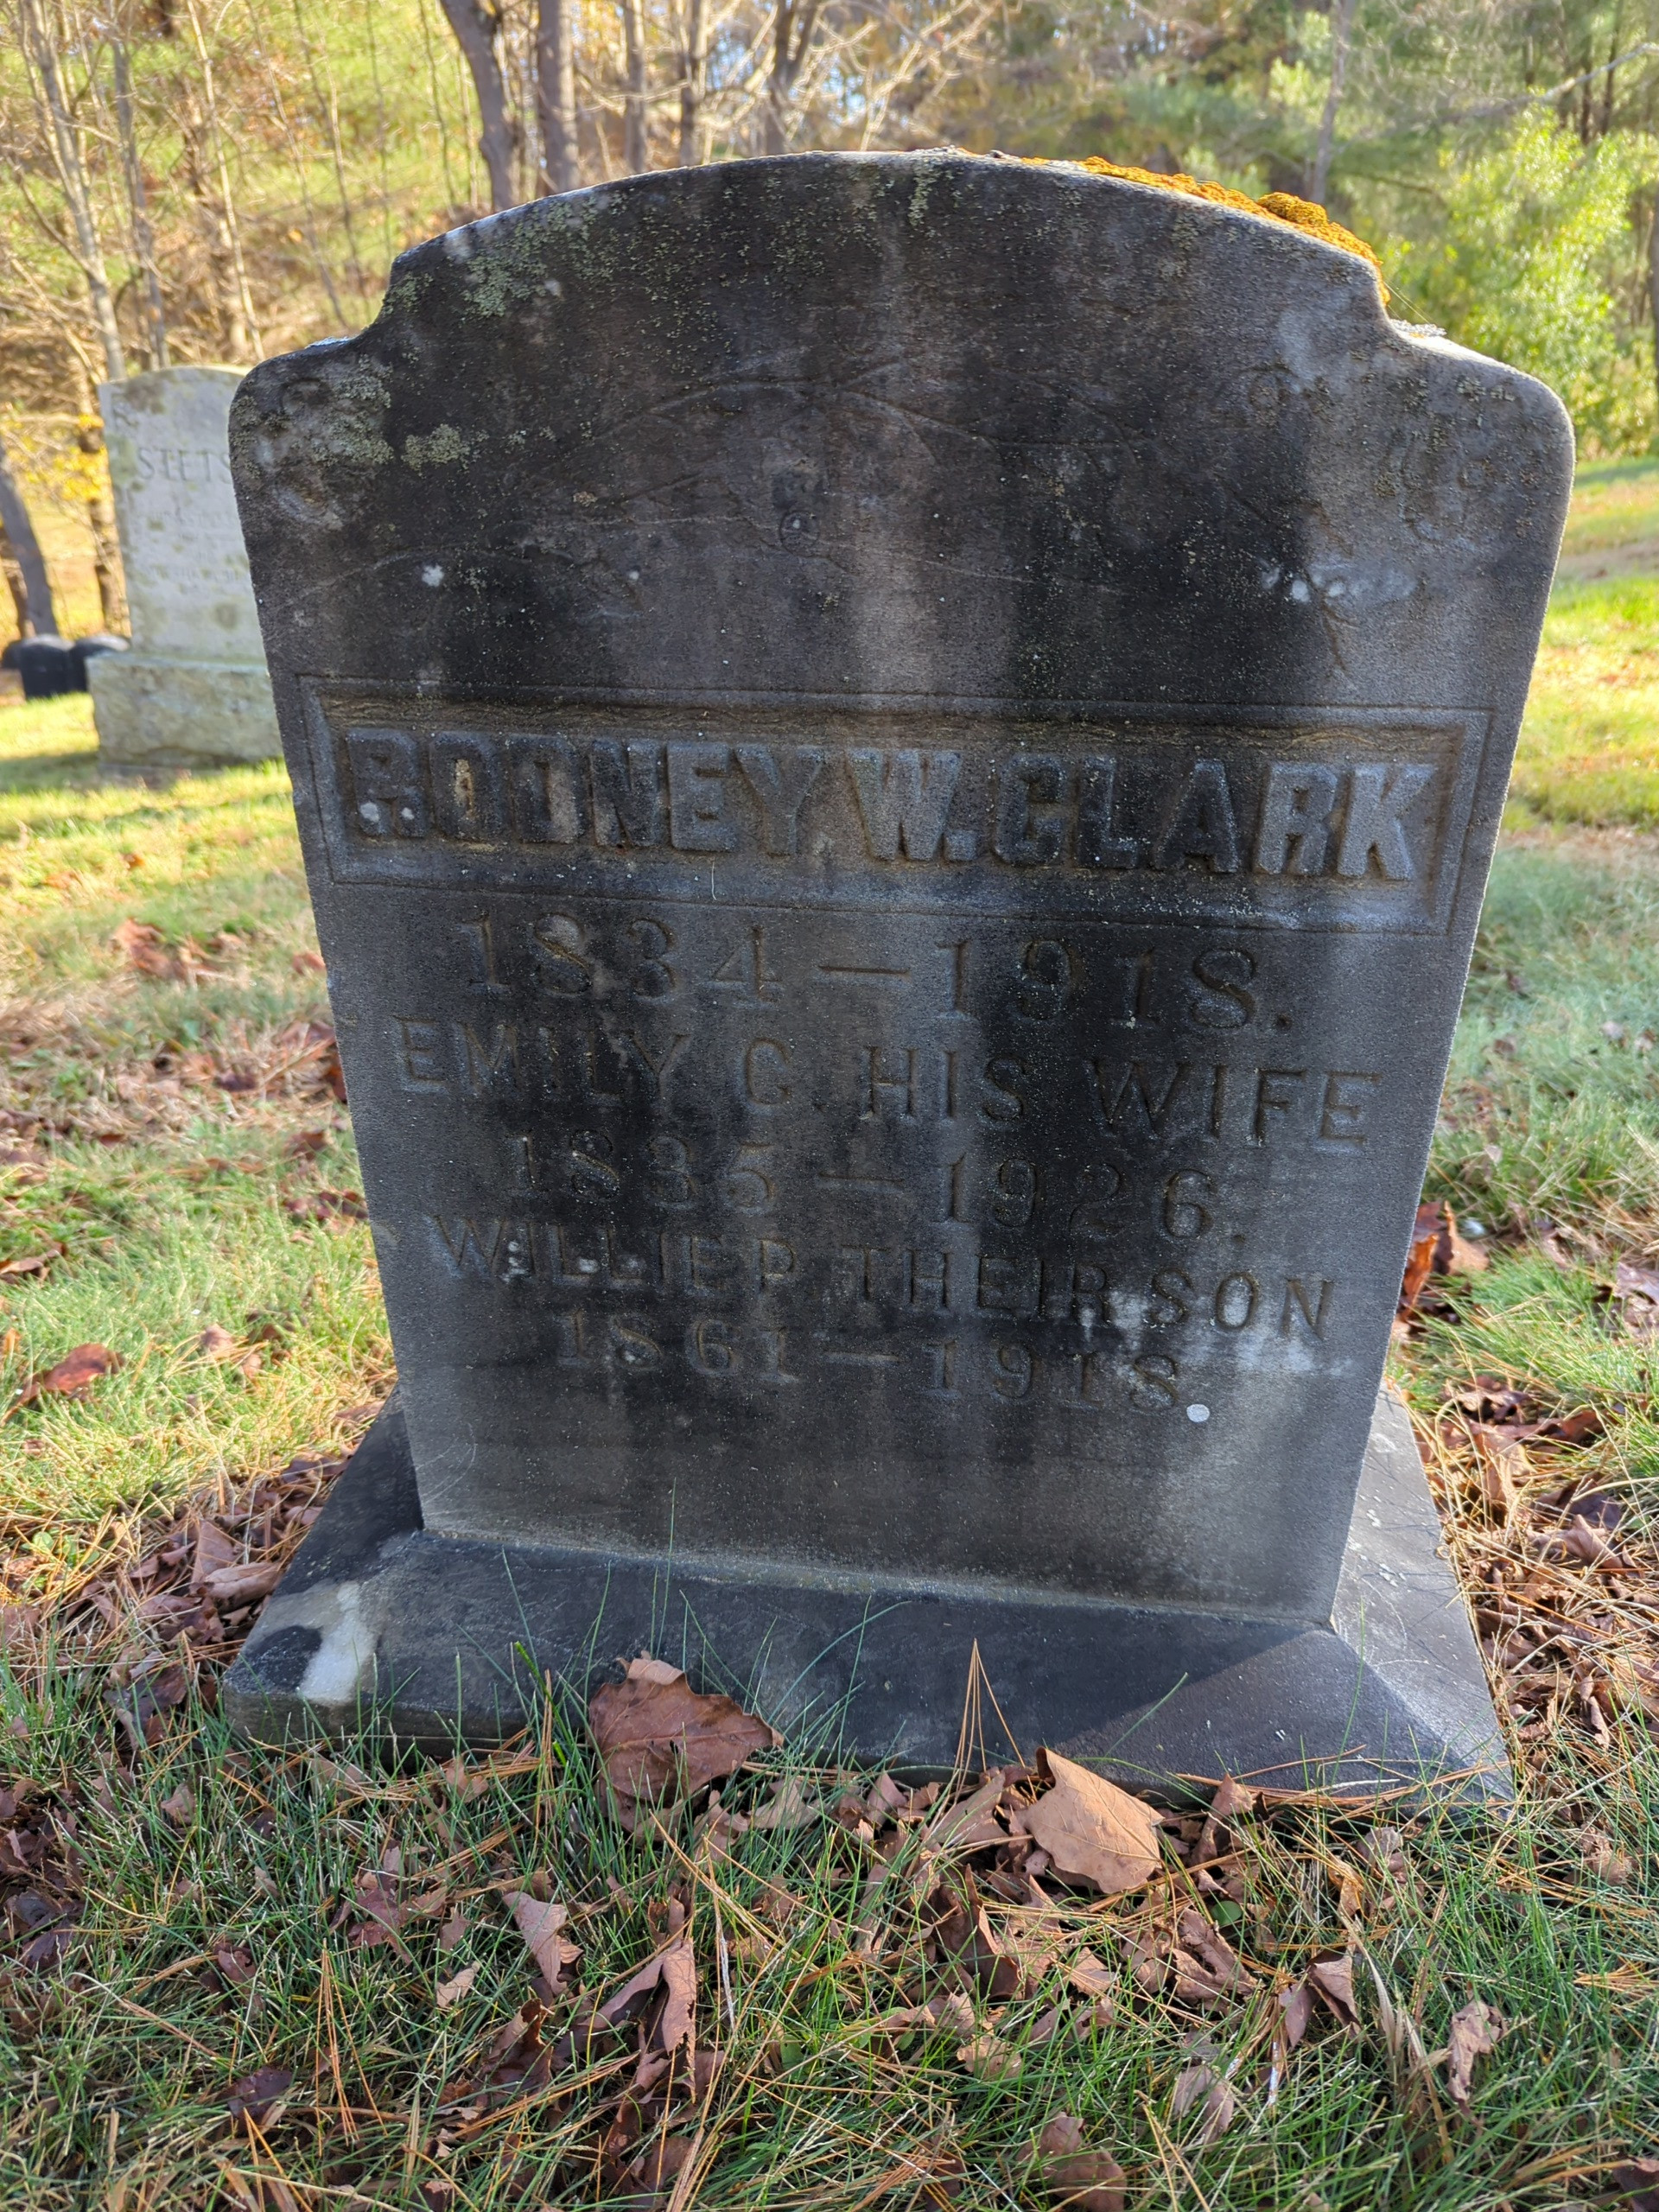 RODNEY W. CLARK
1834 — 1918.
EMILY C. HIS WIFE
1835 — 1926.
WILLIE P. THEIR SON
1861 — 1918.